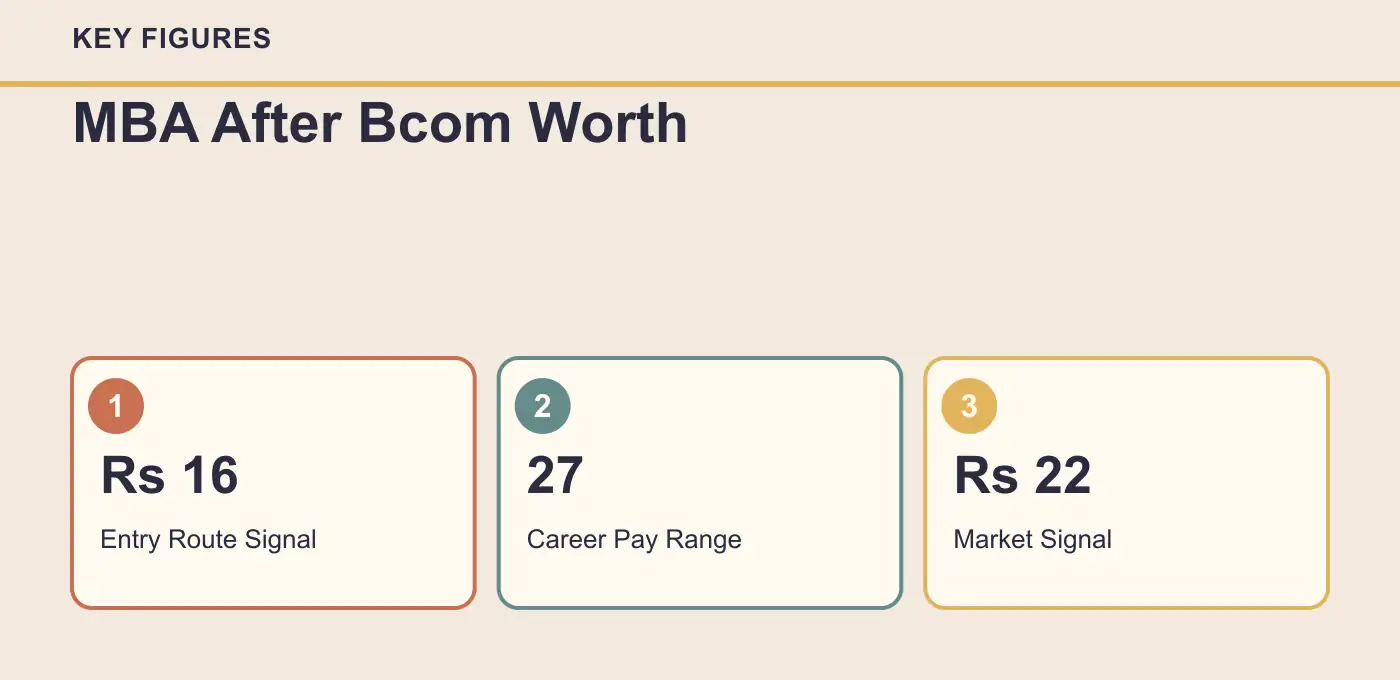 KEY FIGURES
MBA After Bcom Worth
1
Rs 16
Entry Route Signal
2
27
Career Pay Range
3
Rs 22
Market Signal